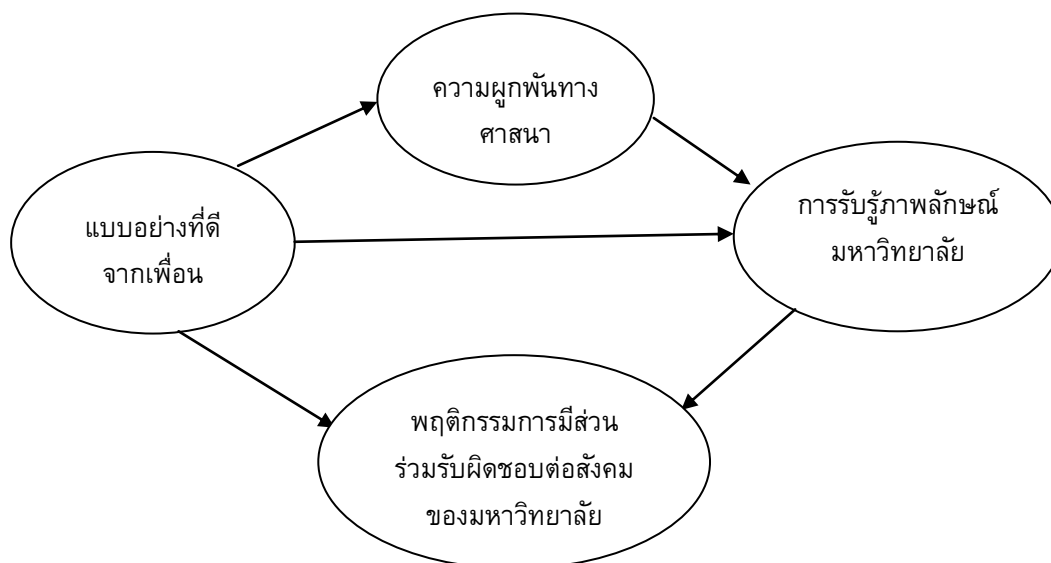 ความผูกพันทาง
ศาสนา
แบบอย่างที่ดี
จากเพื่อน
การรับรู้ภาพลักษณ์
มหาวิทยาลัย
พฤติกรรมการมีส่วน
ร่วมรับผิดชอบต่อสังคม
ของมหาวิทยาลัย